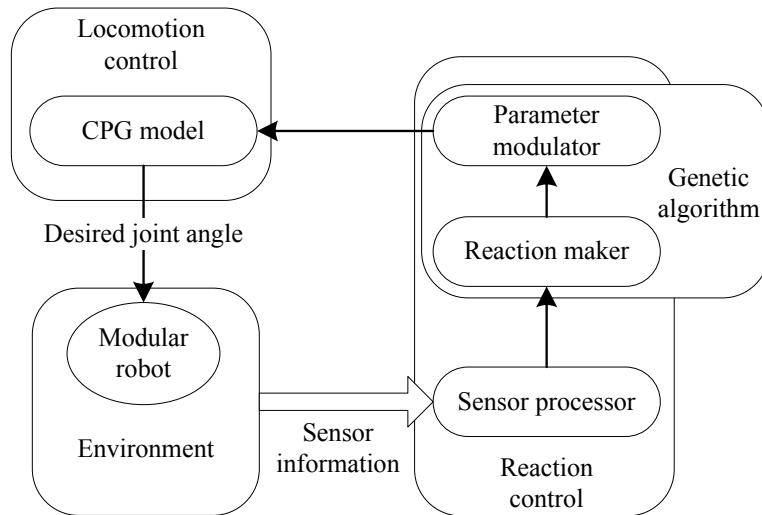 Locomotion
control
CPG model
Desired joint angle
Modular
robot
Environment
Sensor
information
Parameter
modulator
Genetic
algorithm
Reaction maker
Sensor processor
Reaction
control